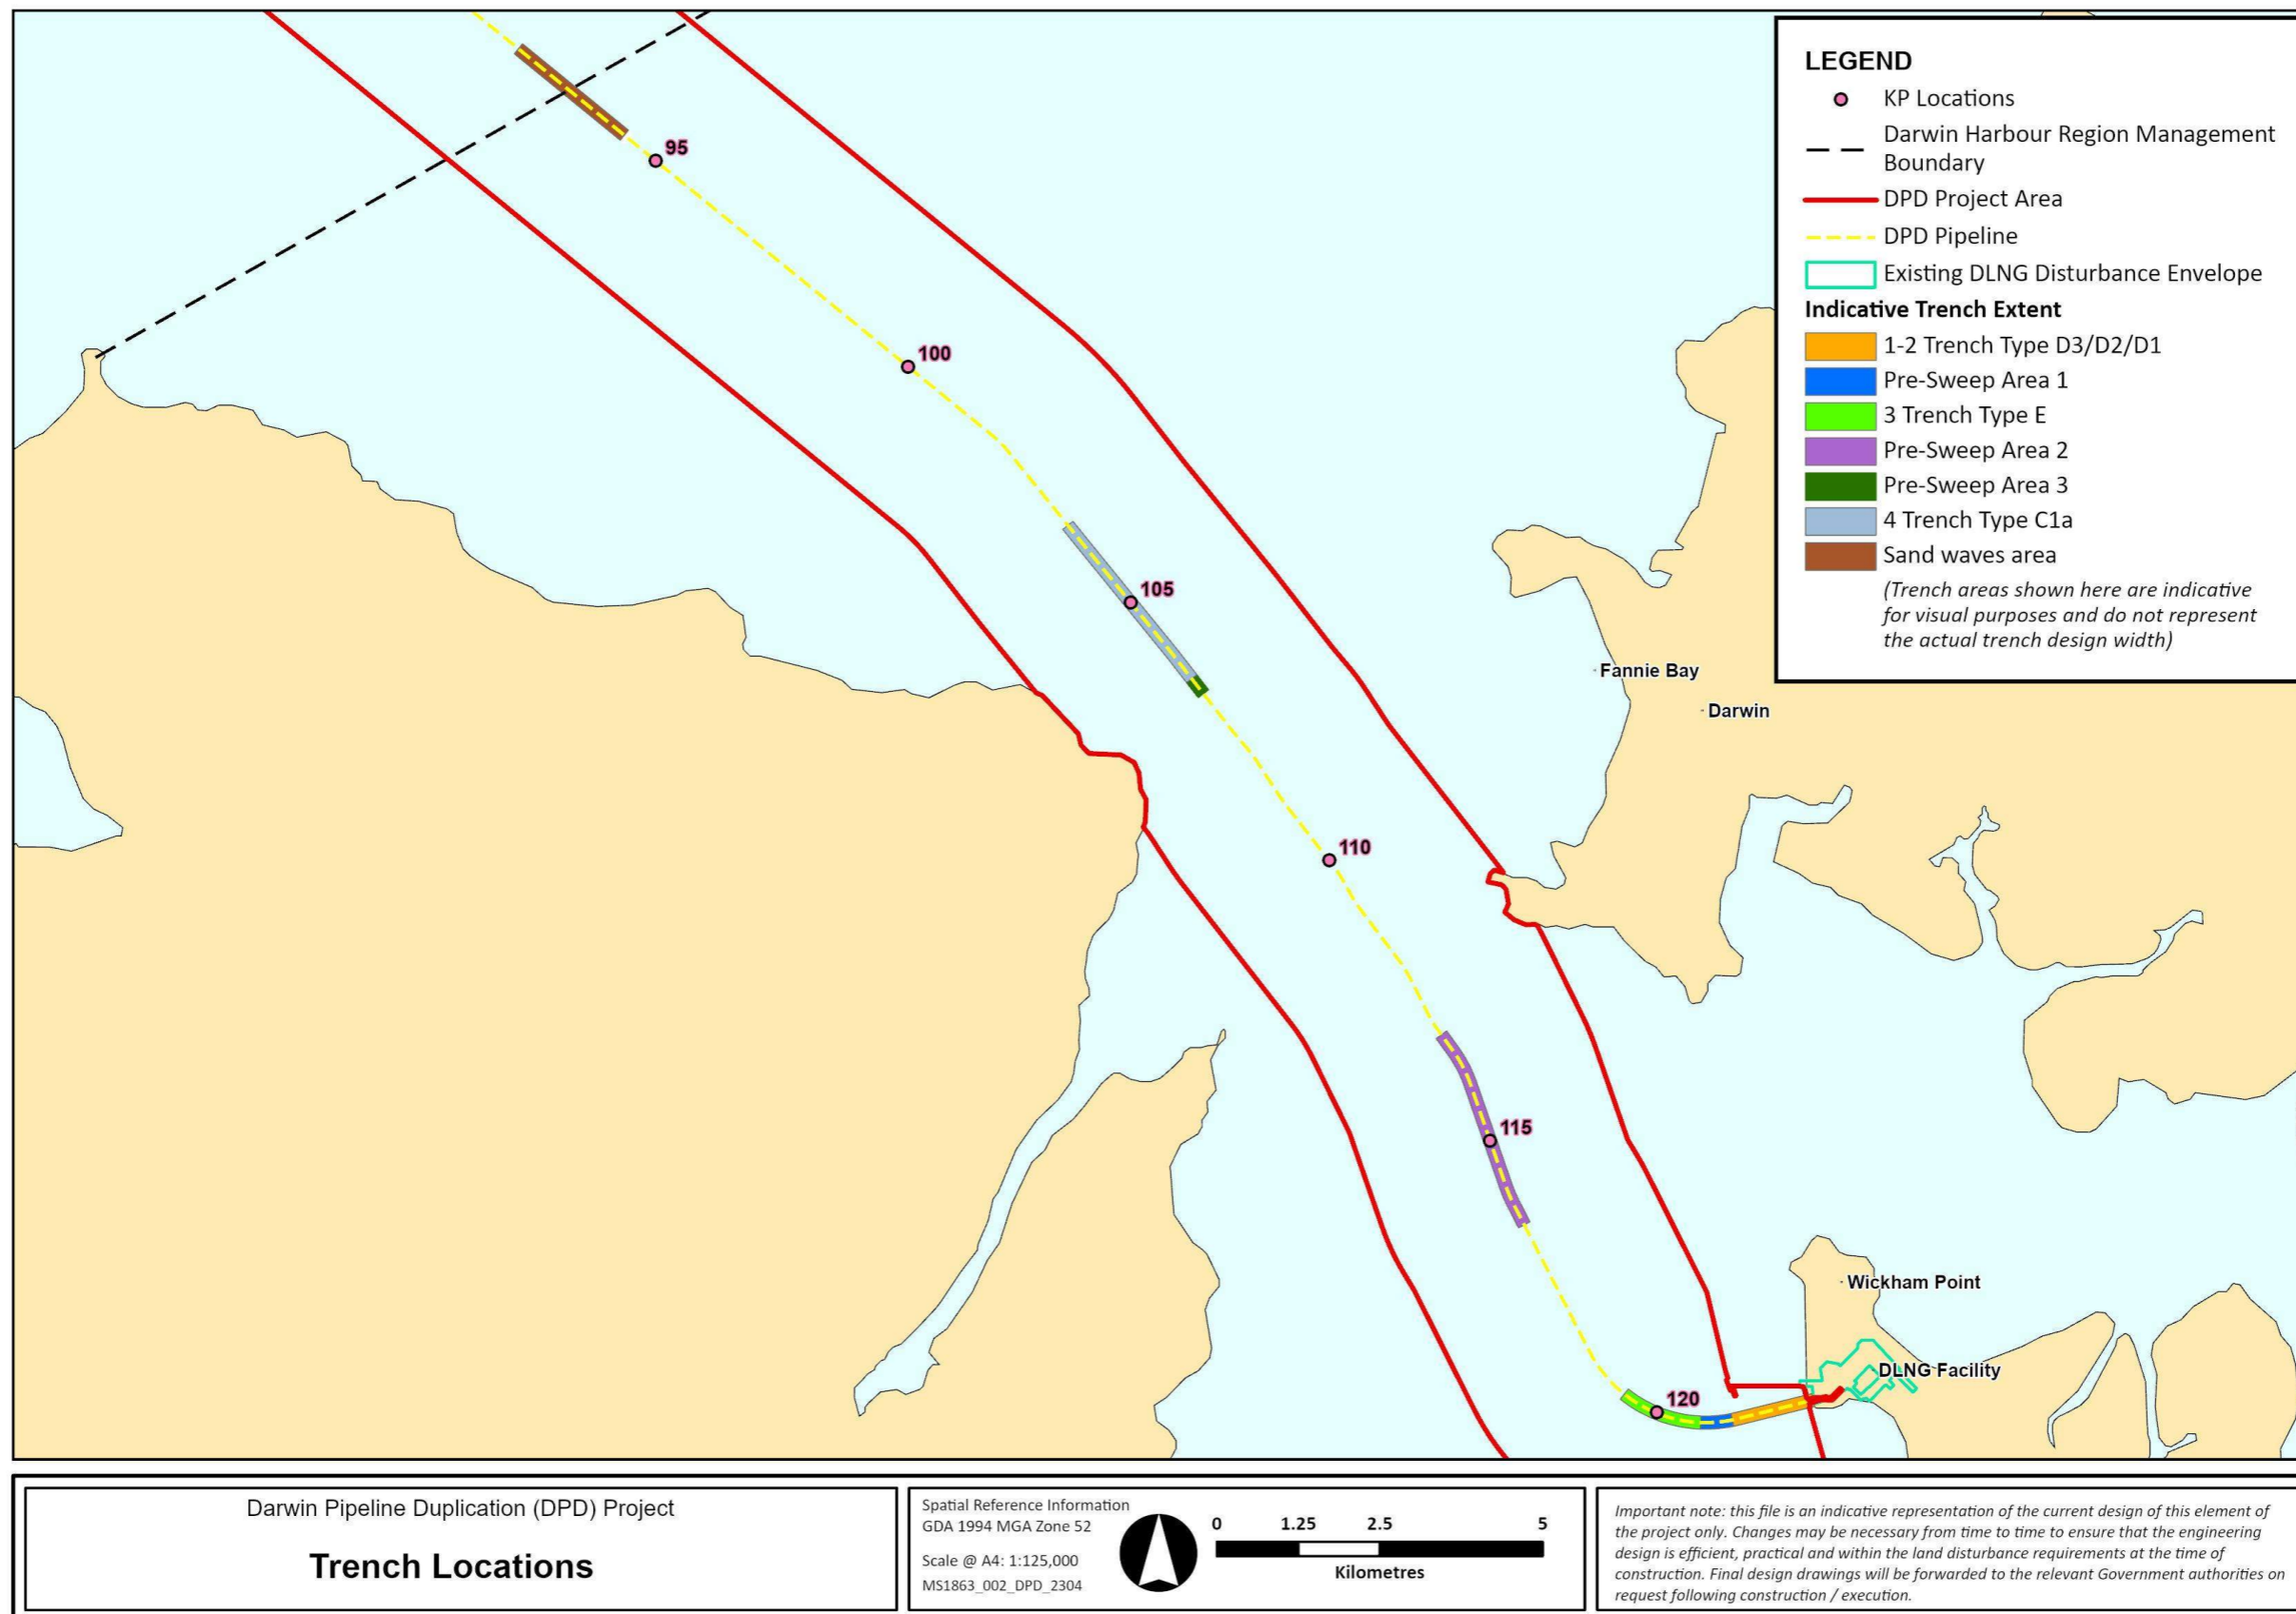 95
100
105
110
115
120
Fannie Bay
Darwin
Wickham Point
DLNG Facility
LEGEND
KP Locations
Darwin Harbour Region Management
Boundary
DPD Project Area
DPD Pipeline
Existing DLNG Disturbance Envelope
Indicative Trench Extent
1-2 Trench Type D3/D2/D1
Pre-Sweep Area 1
3 Trench Type E
Pre-Sweep Area 2
Pre-Sweep Area 3
4 Trench Type C1a
Sand waves area
(Trench areas shown here are indicative
for visual purposes and do not represent
the actual trench design width)
Darwin Pipeline Duplication (DPD) Project
Trench Locations
Spatial Reference Information
GDA 1994 MGA Zone 52
Scale @ A4: 1:125,000
MS1863_002_DPD_2304
0 1.25 2.5 5
Kilometres
Important note: this file is an indicative representation of the current design of this element of
the project only. Changes may be necessary from time to time to ensure that the engineering
design is efficient, practical and within the land disturbance requirements at the time of
construction. Final design drawings will be forwarded to the relevant Government authorities on
request following construction / execution.